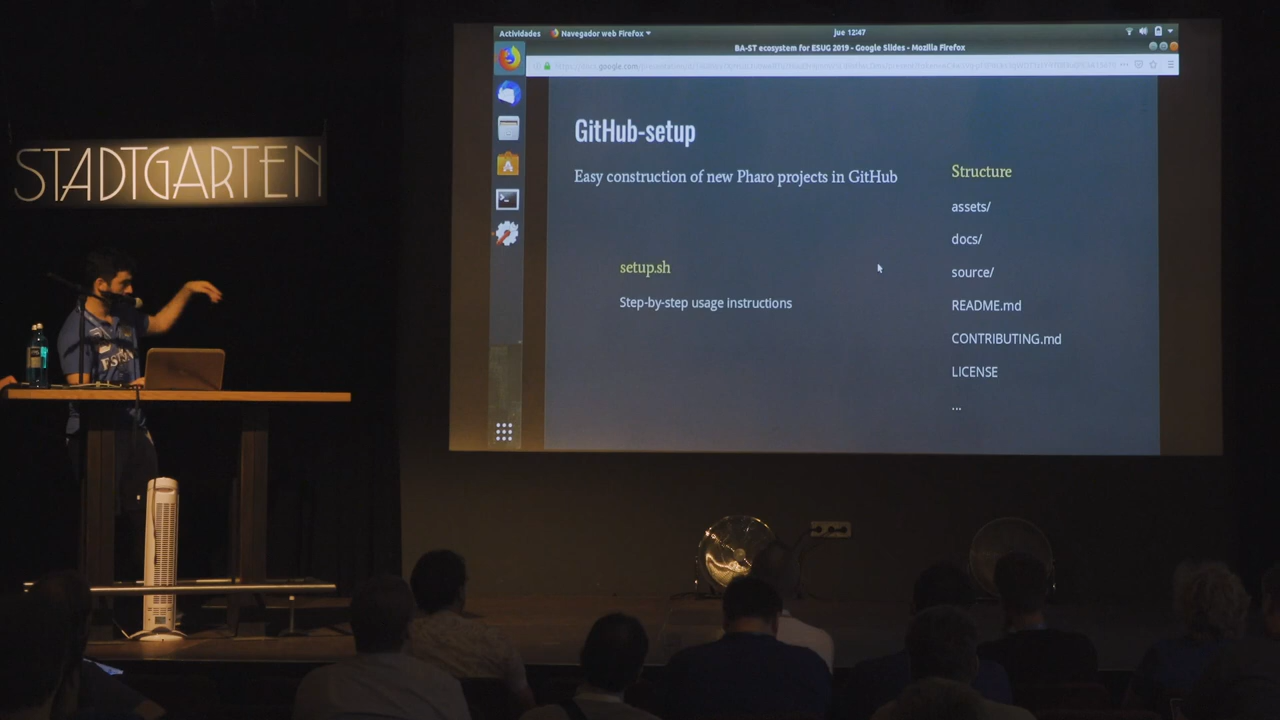 STADTGARTEN
Actividades Navegador web Firefox jue 12:47
BA-ST ecosystem for ESUG 2019 - Google Slides - Mozilla Firefox
GitHub-setup
Easy construction of new Pharo projects in GitHub
setup.sh
Step-by-step usage instructions
Structure
assets/
docs/
source/
README.md
CONTRIBUTING.md
LICENSE
...